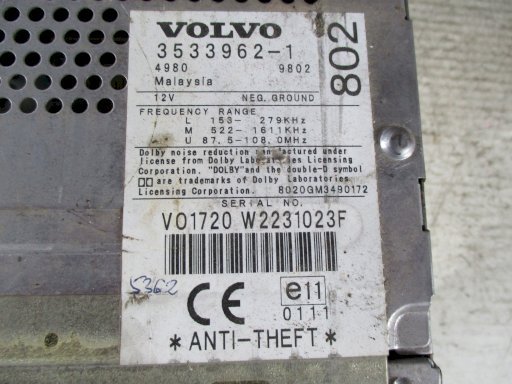 VOLVO
3533962-1
802
4980 9802
Malaysia
12V NEG. GROUND
FREQUENCY RANGE
L 153- 279KHz
M 522-1611KHz
U 87.5-108.0MHz
Dolby noise reduction manufactured under
license from Dolby Laboratories Licensing
Corporation. "DOLBY" and the double-D symbol
are trademarks of Dolby Laboratories
Licensing Corporation. 8020GM3490172
SERIAL NO.
VO1720 W2231023F
5362
CE e11
0111
*ANTI-THEFT*